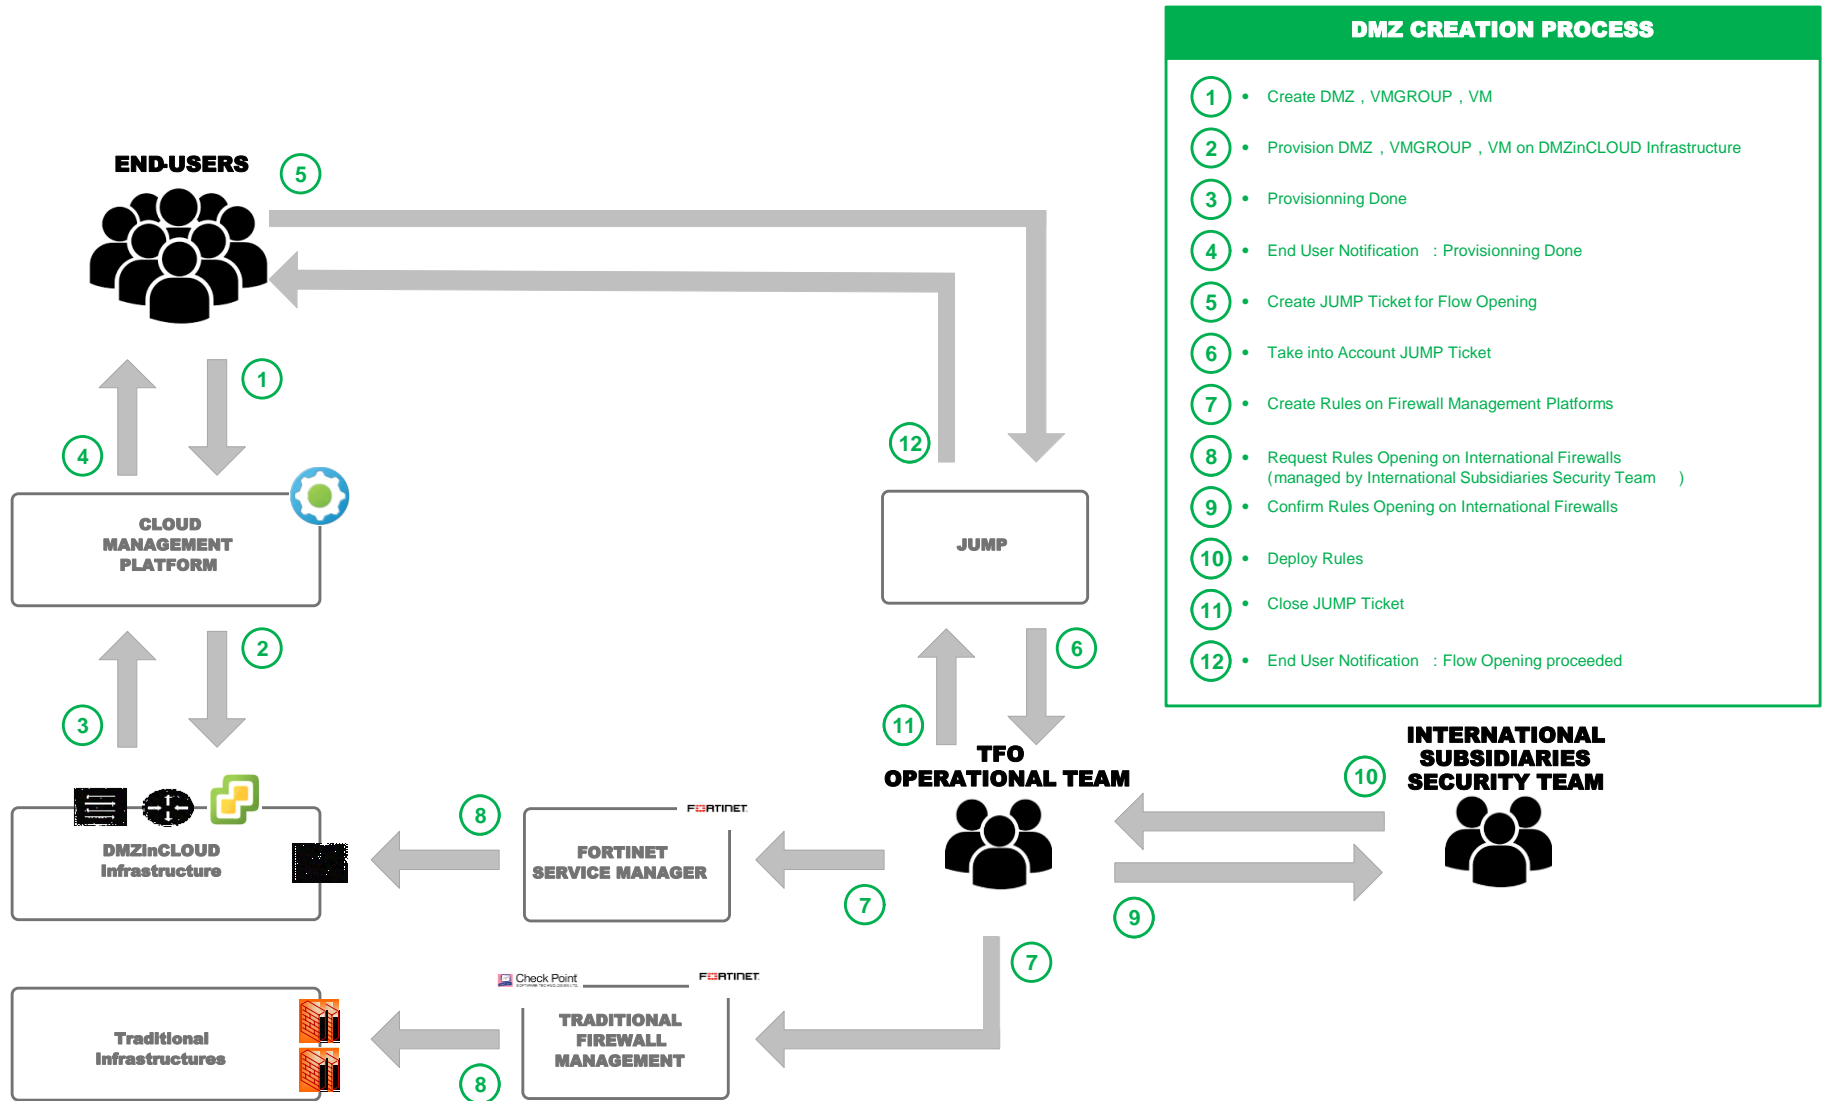 DMZ CREATION PROCESS
1 • Create DMZ , VMGROUP , VM
2 • Provision DMZ , VMGROUP , VM on DMZinCLOUD Infrastructure
3 • Provisionning Done
4 • End User Notification : Provisionning Done
5 • Create JUMP Ticket for Flow Opening
6 • Take into Account JUMP Ticket
7 • Create Rules on Firewall Management Platforms
8 • Request Rules Opening on International Firewalls
(managed by International Subsidiaries Security Team )
9 • Confirm Rules Opening on International Firewalls
10 • Deploy Rules
11 • Close JUMP Ticket
12 • End User Notification : Flow Opening proceeded
END-USERS
5
1
4
12
CLOUD
MANAGEMENT
PLATFORM
JUMP
2
6
3
11
TFO
OPERATIONAL TEAM
INTERNATIONAL
SUBSIDIARIES
SECURITY TEAM
10
DMZinCLOUD
Infrastructure
8
FORTINET
FORTINET
SERVICE MANAGER
7
9
7
Traditional
Infrastructures
8
Check Point
SOFTWARE TECHNOLOGIES LTD.
FORTINET
TRADITIONAL
FIREWALL
MANAGEMENT